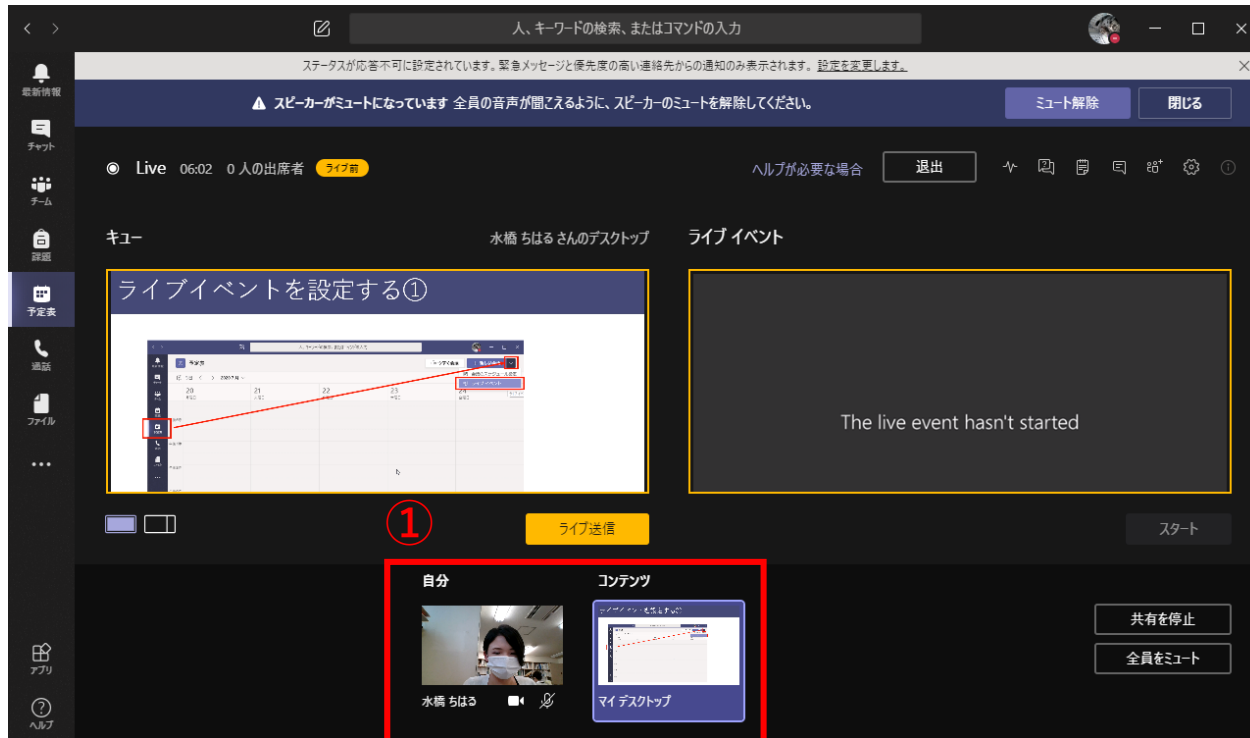 人、キーワードの検索、またはコマンドの入力
ステータスが応答不可に設定されています。緊急メッセージと優先度の高い連絡先からの通知のみ表示されます。設定を変更します。
最新情報
チャット
チーム
課題
予定表
通話
ファイル
アプリ
ヘルプ
スピーカーがミュートになっています 全員の音声が聞こえるように、スピーカーのミュートを解除してください。
ミュート解除
閉じる
Live 06:02 0 人の出席者 ライブ前
ヘルプが必要な場合
退出
キュー
水橋 ちはる さんのデスクトップ
ライブ イベント
ライブイベントを設定する①
予定表
20 21 22 23
The live event hasn't started
①
ライブ送信
スタート
自分
コンテンツ
水橋 ちはる
マイ デスクトップ
共有を停止
全員をミュート